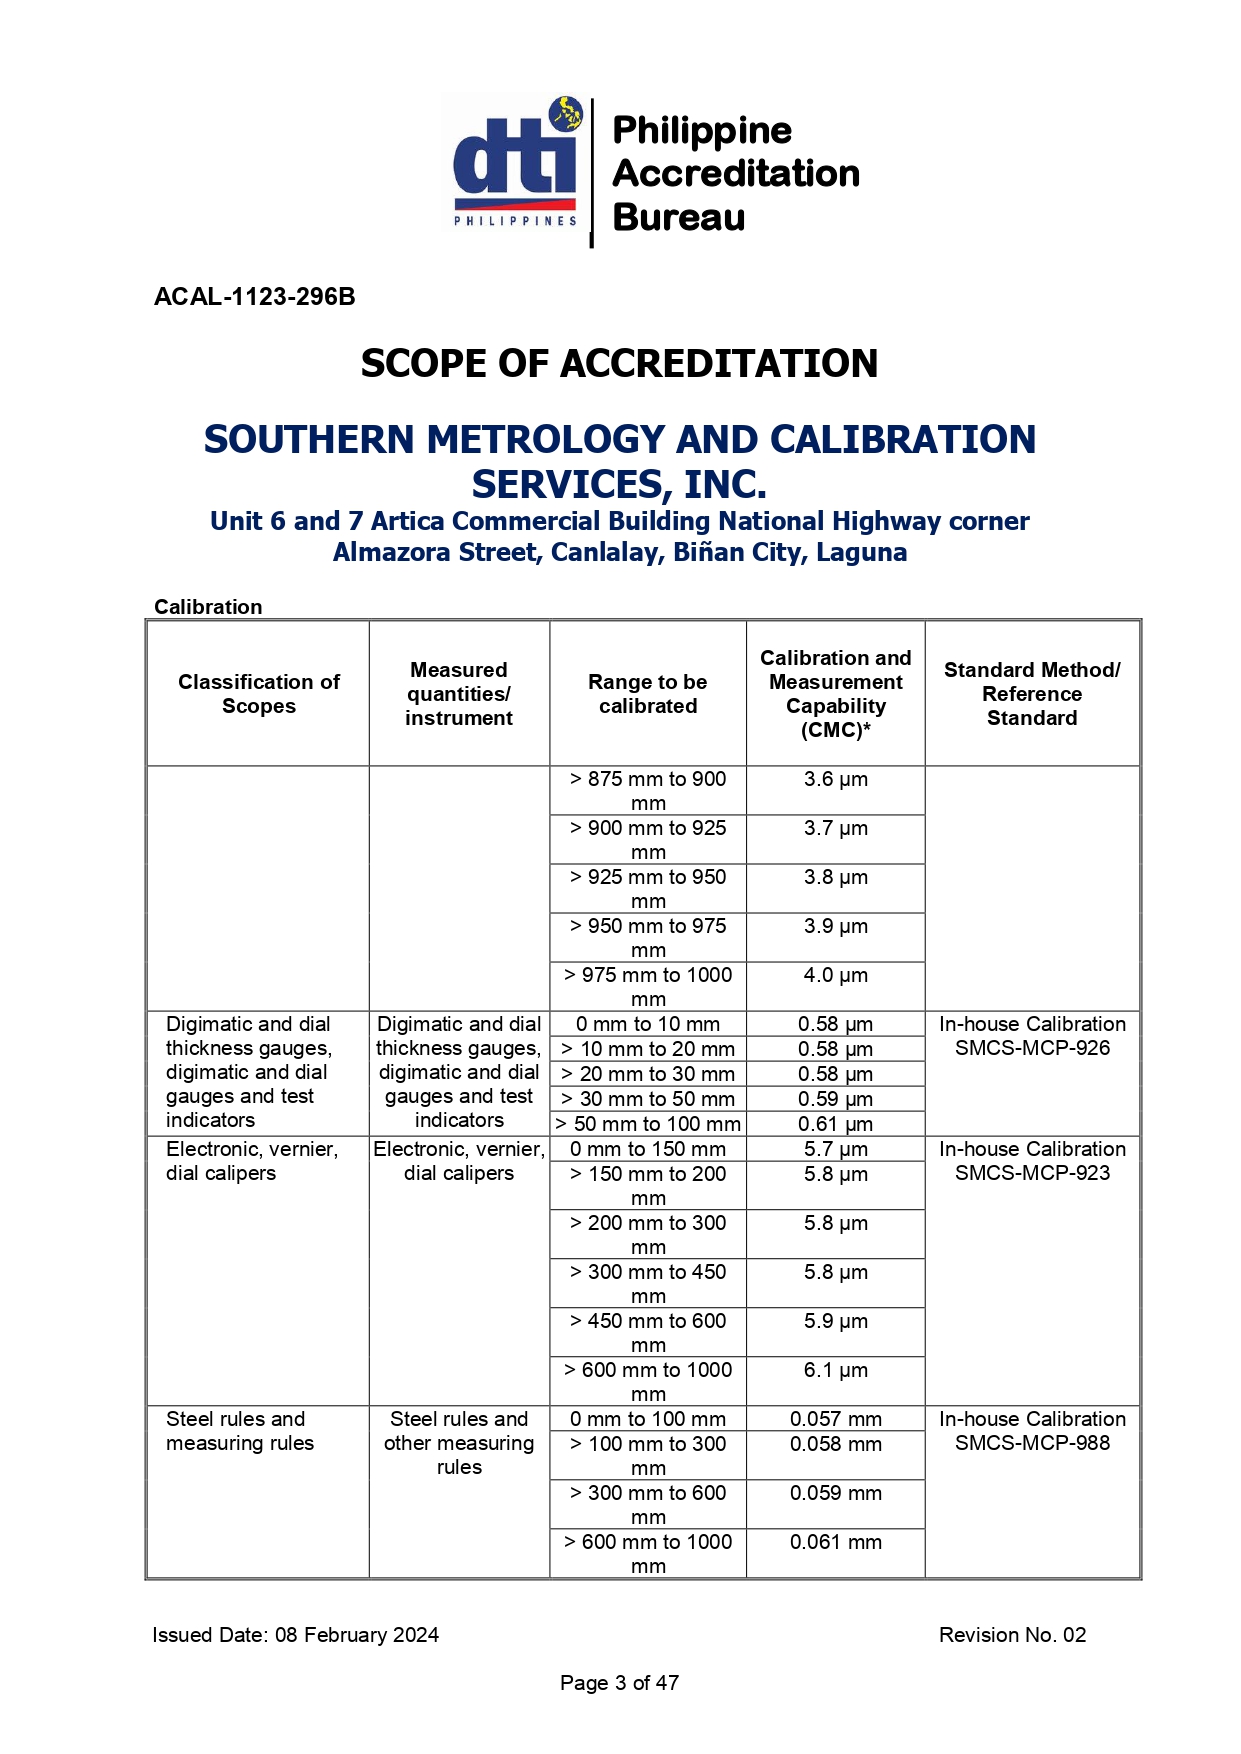 dti
PHILIPPINES
Philippine
Accreditation
Bureau
ACAL-1123-296B
SCOPE OF ACCREDITATION
SOUTHERN METROLOGY AND CALIBRATION
SERVICES, INC.
Unit 6 and 7 Artica Commercial Building National Highway corner
Almazora Street, Canlalay, Biñan City, Laguna
Calibration
Classification of
Scopes
Measured
quantities/
instrument
Range to be
calibrated
Calibration and
Measurement
Capability
(CMC)*
Standard Method/
Reference
Standard
> 875 mm to 900
mm
3.6 µm
> 900 mm to 925
mm
3.7 µm
> 925 mm to 950
mm
3.8 µm
> 950 mm to 975
mm
3.9 µm
> 975 mm to 1000
mm
4.0 µm
Digimatic and dial
thickness gauges,
digimatic and dial
gauges and test
indicators
Digimatic and dial
thickness gauges,
digimatic and dial
gauges and test
indicators
0 mm to 10 mm
0.58 µm
> 10 mm to 20 mm
0.58 µm
> 20 mm to 30 mm
0.58 µm
> 30 mm to 50 mm
0.59 µm
> 50 mm to 100 mm
0.61 µm
In-house Calibration
SMCS-MCP-926
Electronic, vernier,
dial calipers
Electronic, vernier,
dial calipers
0 mm to 150 mm
5.7 µm
> 150 mm to 200
mm
5.8 µm
> 200 mm to 300
mm
5.8 µm
> 300 mm to 450
mm
5.8 µm
> 450 mm to 600
mm
5.9 µm
> 600 mm to 1000
mm
6.1 µm
In-house Calibration
SMCS-MCP-923
Steel rules and
measuring rules
Steel rules and
other measuring
rules
0 mm to 100 mm
0.057 mm
> 100 mm to 300
mm
0.058 mm
> 300 mm to 600
mm
0.059 mm
> 600 mm to 1000
mm
0.061 mm
In-house Calibration
SMCS-MCP-988
Issued Date: 08 February 2024
Revision No. 02
Page 3 of 47